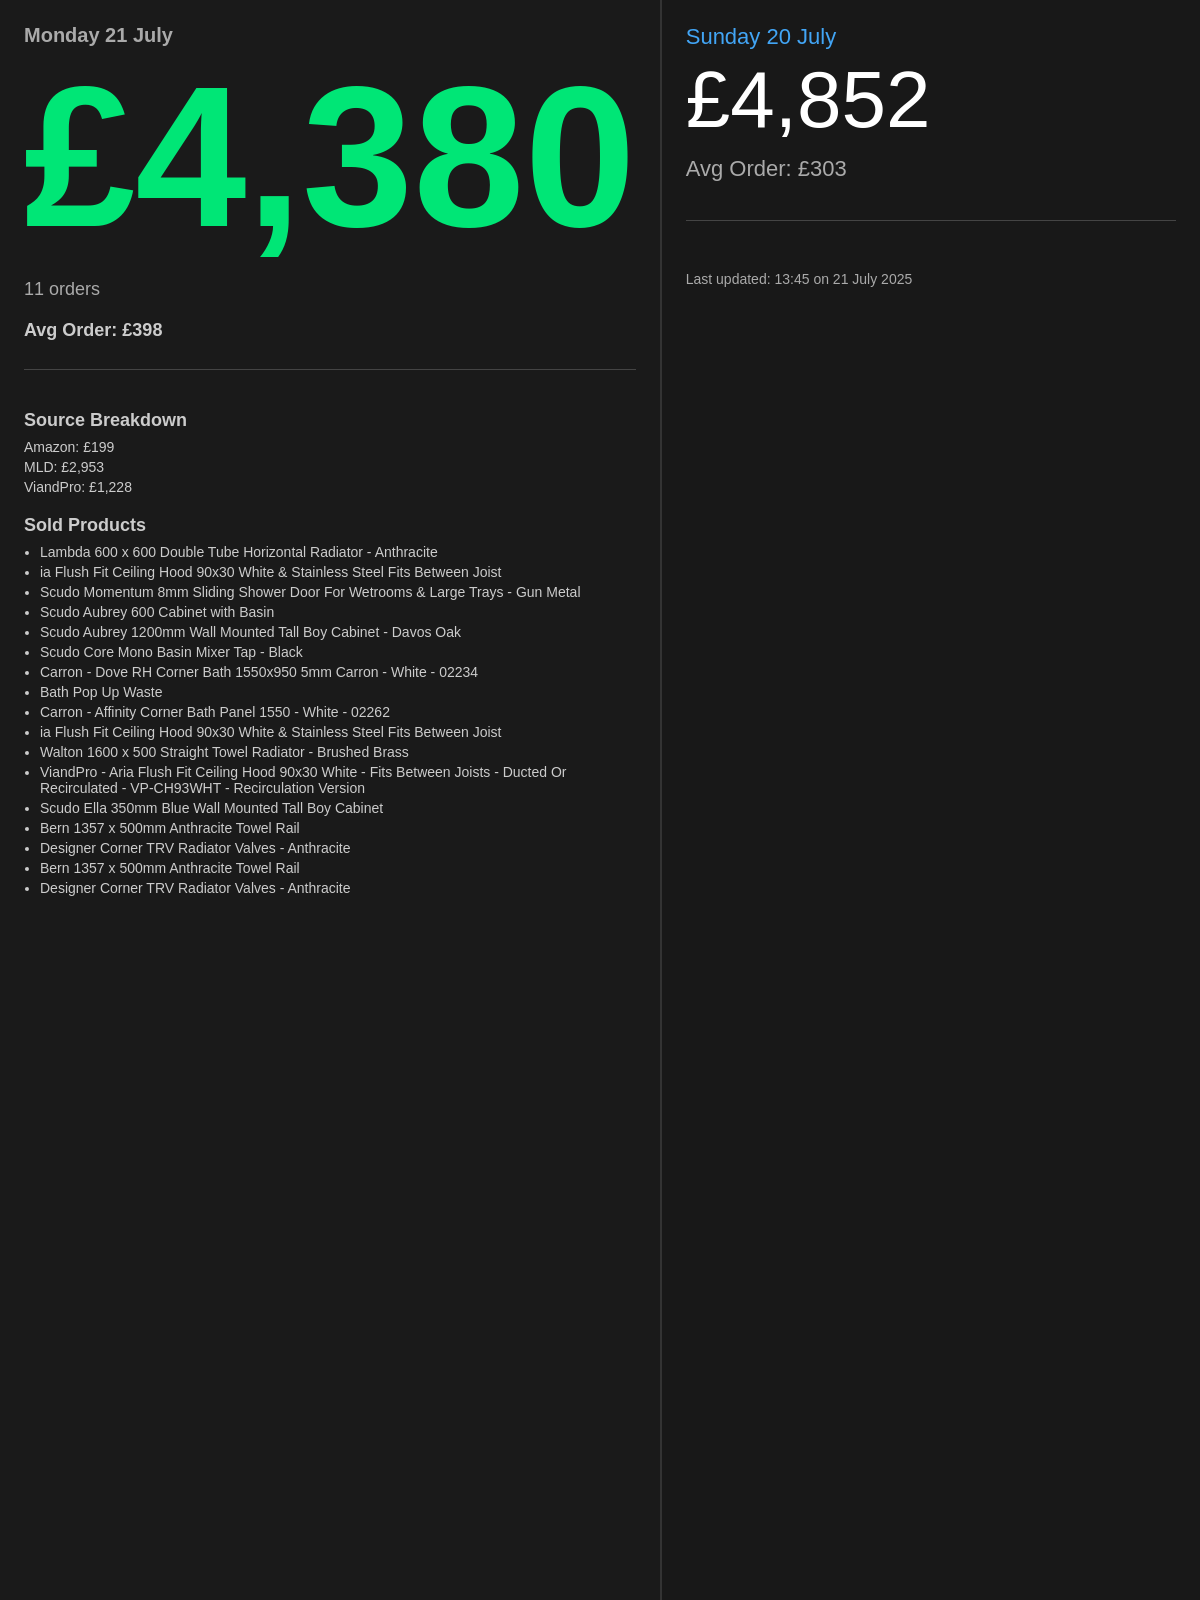 Monday 21 July
£4,380
11 orders
Avg Order: £398
Source Breakdown
Amazon: £199
MLD: £2,953
ViandPro: £1,228
Sold Products
• Lambda 600 x 600 Double Tube Horizontal Radiator - Anthracite
• ia Flush Fit Ceiling Hood 90x30 White & Stainless Steel Fits Between Joist
• Scudo Momentum 8mm Sliding Shower Door For Wetrooms & Large Trays - Gun Metal
• Scudo Aubrey 600 Cabinet with Basin
• Scudo Aubrey 1200mm Wall Mounted Tall Boy Cabinet - Davos Oak
• Scudo Core Mono Basin Mixer Tap - Black
• Carron - Dove RH Corner Bath 1550x950 5mm Carron - White - 02234
• Bath Pop Up Waste
• Carron - Affinity Corner Bath Panel 1550 - White - 02262
• ia Flush Fit Ceiling Hood 90x30 White & Stainless Steel Fits Between Joist
• Walton 1600 x 500 Straight Towel Radiator - Brushed Brass
• ViandPro - Aria Flush Fit Ceiling Hood 90x30 White - Fits Between Joists - Ducted Or
Recirculated - VP-CH93WHT - Recirculation Version
• Scudo Ella 350mm Blue Wall Mounted Tall Boy Cabinet
• Bern 1357 x 500mm Anthracite Towel Rail
• Designer Corner TRV Radiator Valves - Anthracite
• Bern 1357 x 500mm Anthracite Towel Rail
• Designer Corner TRV Radiator Valves - Anthracite
Sunday 20 July
£4,852
Avg Order: £303
Last updated: 13:45 on 21 July 2025